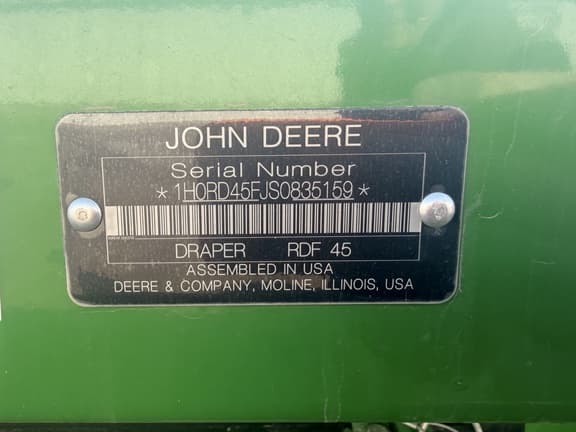 JOHN DEERE
Serial Number
*1H0RD45FJS0835159*
DRAPER RDF 45
ASSEMBLED IN USA
DEERE & COMPANY, MOLINE, ILLINOIS, USA